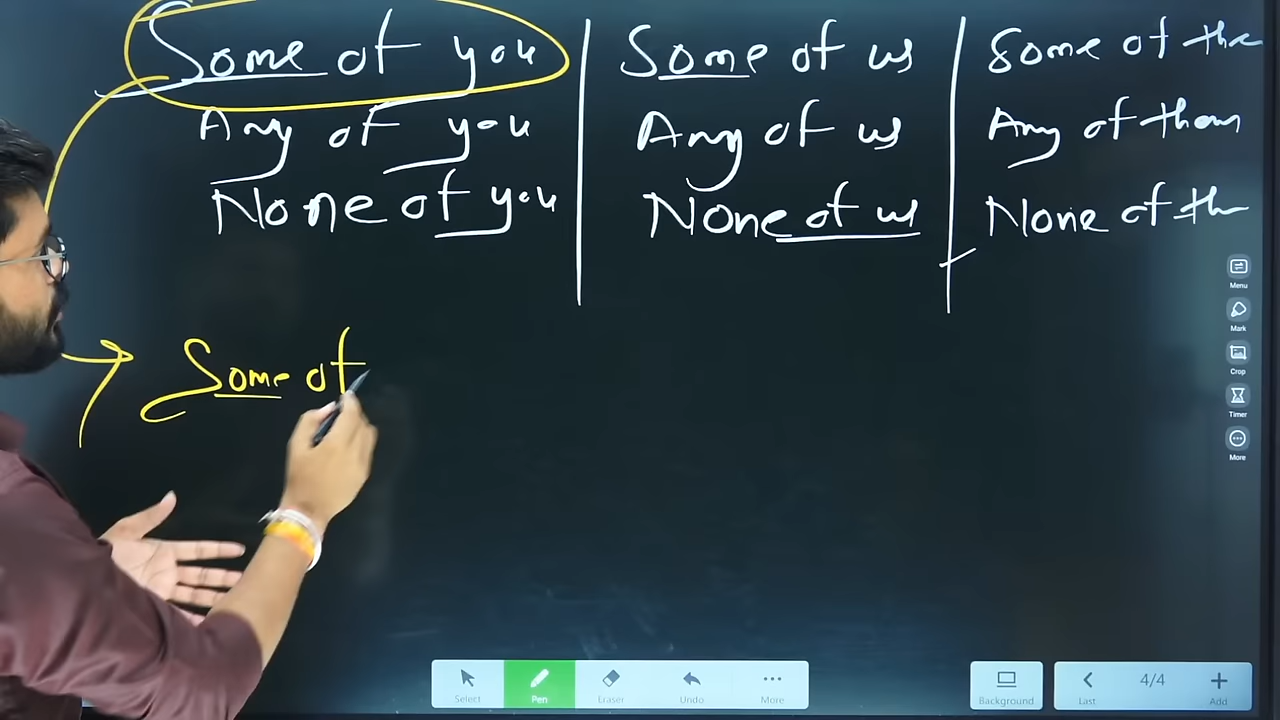 Some of you
Any of you
None of you
Some of us
Any of us
None of us
Some of the
Any of them
None of th
Some of
Menu
Mark
Crop
Timer
More
Select
Pen
Eraser
Undo
More
Background
Last
4/4
Add